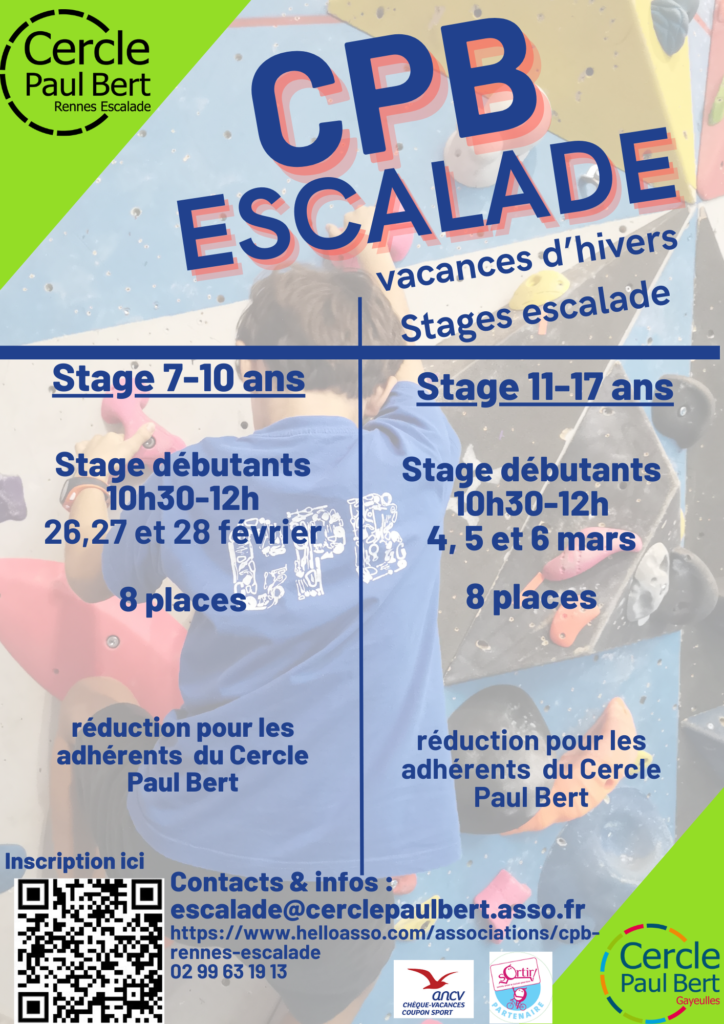 Cercle
Paul Bert
Rennes Escalade
CPB
ESCALADE
vacances d'hivers
Stages escalade
Stage 7-10 ans
Stage débutants
10h30-12h
26,27 et 28 février
8 places
réduction pour les
adhérents du Cercle
Paul Bert
Stage 11-17 ans
Stage débutants
10h30-12h
4, 5 et 6 mars
8 places
réduction pour les
adhérents du Cercle
Paul Bert
CPB
Inscription ici
Contacts & infos :
escalade@cerclepaulbert.asso.fr
https://www.helloasso.com/associations/cpb-
rennes-escalade
02 99 63 19 13
ancv
CHÈQUE-VACANCES
COUPON SPORT
Sortir!
PARTENAIRE
Cercle
Paul Bert
Gayeulles